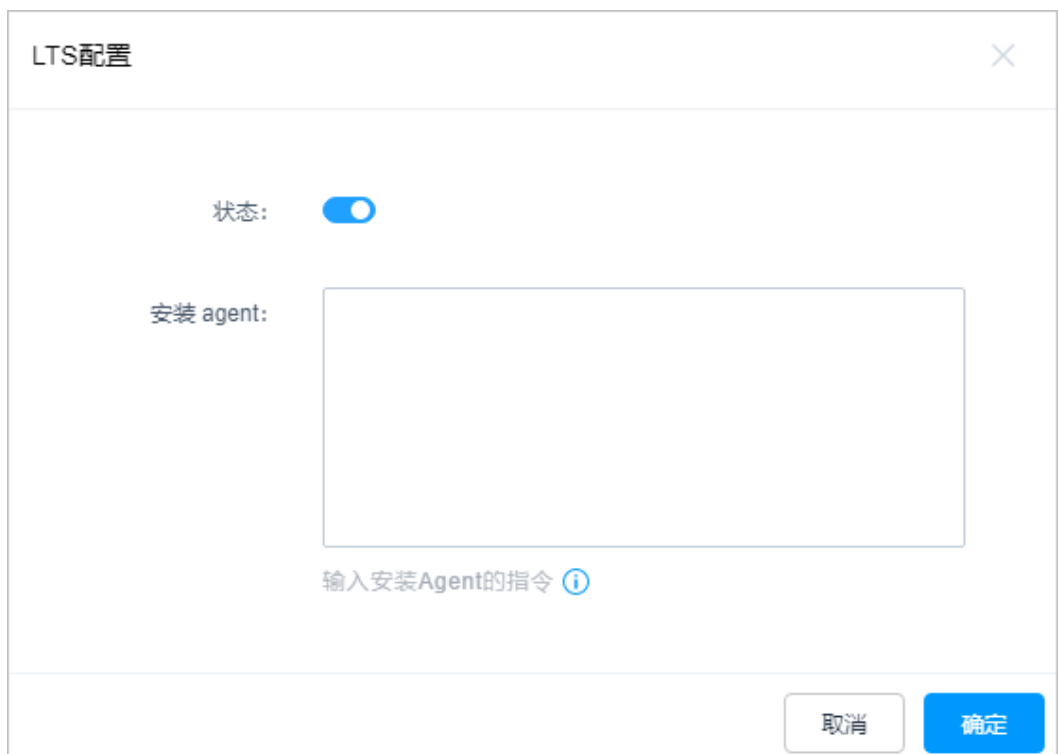 LTS配置
状态：
安装 agent：
输入安装Agent的指令
取消
确定